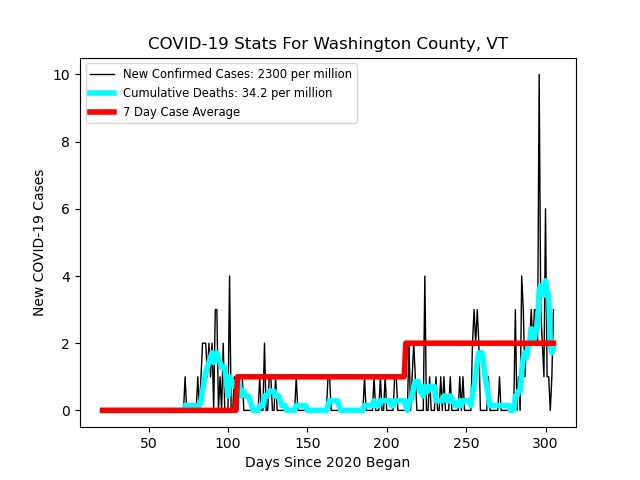 COVID-19 Stats For Washington County, VT
New Confirmed Cases: 2300 per million
Cumulative Deaths: 34.2 per million
7 Day Case Average
10
8
6
4
2
0
New COVID-19 Cases
50 100 150 200 250 300
Days Since 2020 Began